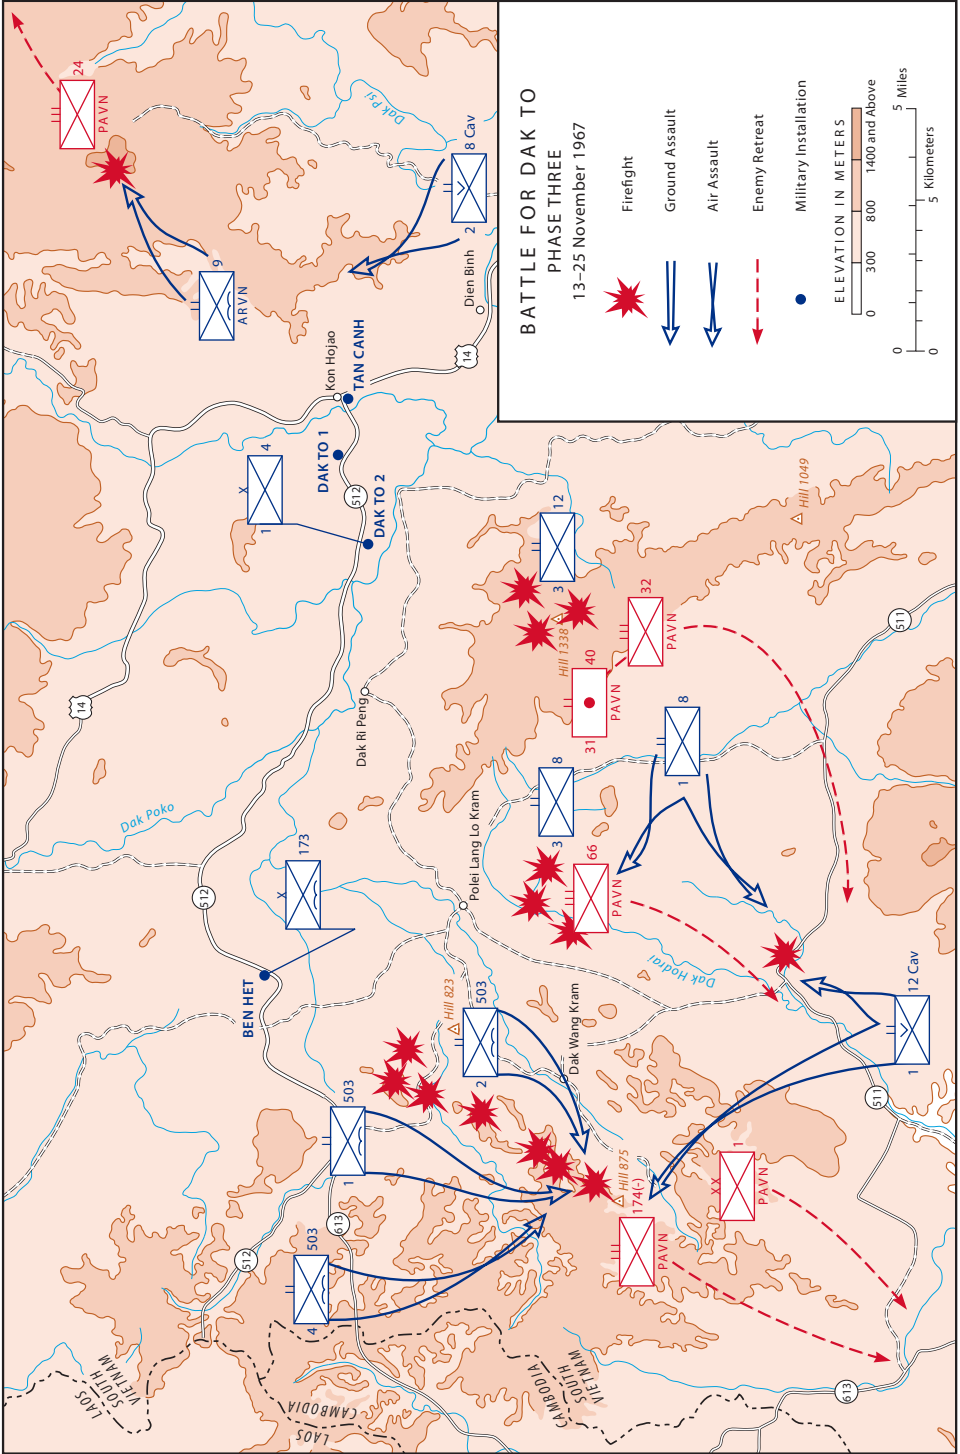 BATTLE FOR DAK TO
PHASE THREE
13–25 November 1967
Firefight
Ground Assault
Air Assault
Enemy Retreat
Military Installation
ELEVATION IN METERS
0 300 800 1400 and Above
0 5 Miles
0 5 Kilometers
LAOS
SOUTH
VIETNAM
LAOS
CAMBODIA
CAMBODIA
SOUTH
VIETNAM
512
613
4 503
1 503
BEN HET
512
X
173
Dak Poko
14
X
1 4
DAK TO 2
DAK TO 1
512
TAN CANH
Kon Hojao
ARVN
9
24
PAVN
Dak Psi
2 8 Cav
Dien Binh
14
Dak Ri Peng
Polei Lang Lo Kram
Hill 823
2 503
Dak Wang Kram
Dak Hodrai
3 8
66
PAVN
31 40
PAVN
Hill 1338
3 12
32
PAVN
1 8
Hill 1049
511
Hill 875
174(-)
PAVN
XX
1
PAVN
1 12 Cav
511
613